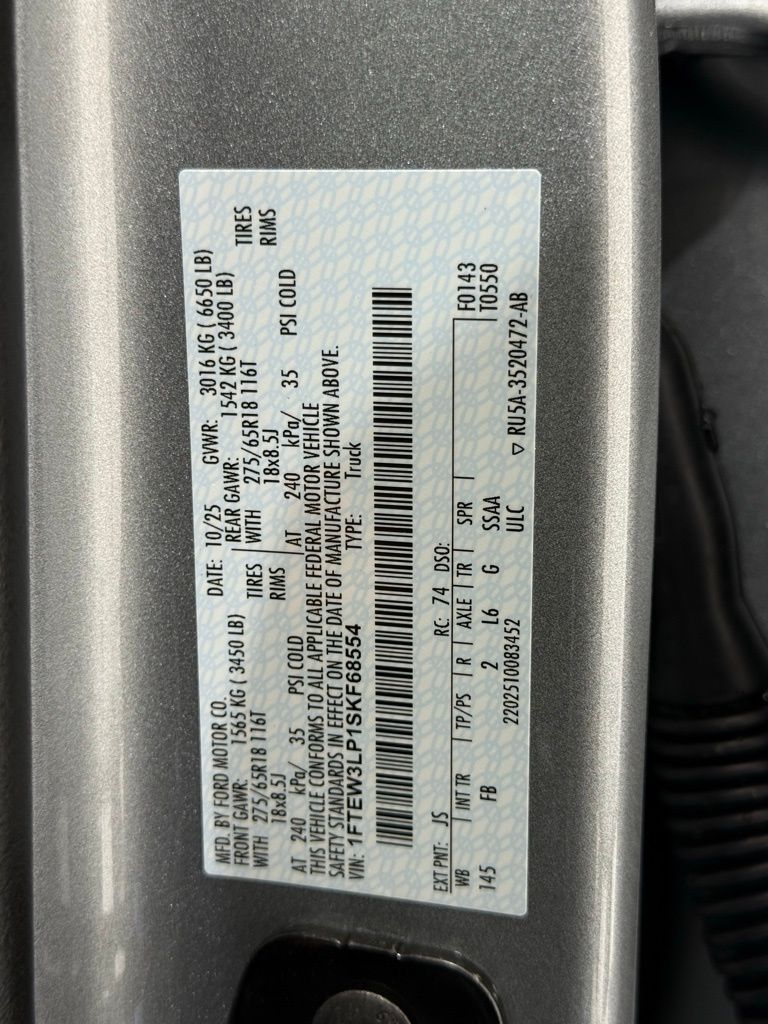 MFD. BY FORD MOTOR CO. DATE: 10/25 GVWR: 3016 KG ( 6650 LB)
FRONT GAWR: 1565 KG ( 3450 LB) REAR GAWR: 1542 KG ( 3400 LB)
WITH 275/65R18 116T TIRES WITH 275/65R18 116T TIRES
18x8.5J RIMS 18x8.5J RIMS
AT 240 kPa/ 35 PSI COLD AT 240 kPa/ 35 PSI COLD
THIS VEHICLE CONFORMS TO ALL APPLICABLE FEDERAL MOTOR VEHICLE
SAFETY STANDARDS IN EFFECT ON THE DATE OF MANUFACTURE SHOWN ABOVE.
VIN: 1FTEW3LP1SKF68554 TYPE: Truck
EXT PNT: JS RC: 74 DSO: F0143
WB INT TR TP/PS R AXLE TR SPR T0550
145 FB 2 L6 G SSAA
2202510083452 ULC ▽ RU5A-3520472-AB